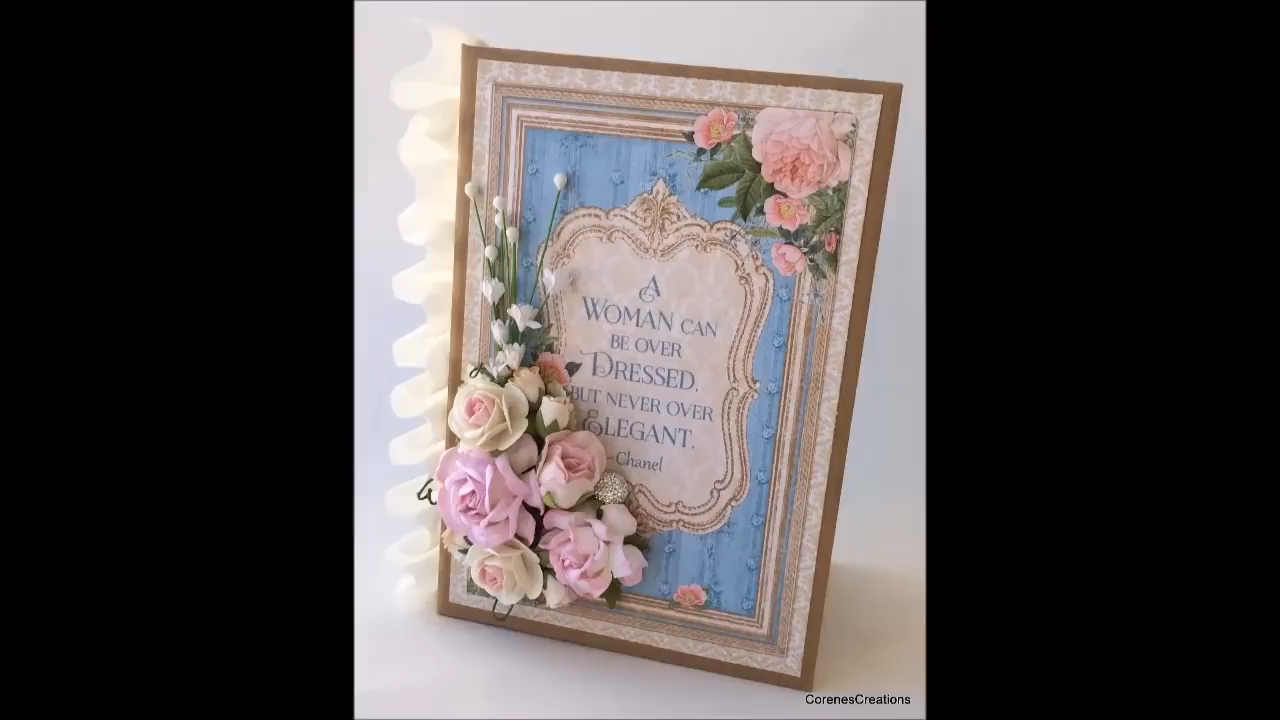 A
WOMAN CAN
BE OVER
DRESSED,
BUT NEVER OVER
ELEGANT.
-Chanel
CorenesCreations